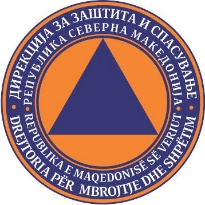 ДИРЕКЦИЈА ЗА ЗАШТИТА И СПАСУВАЊЕ
РЕПУБЛИКА СЕВЕРНА МАКЕДОНИЈА
REPUBLIKA E MAQEDONISË SË VERIUT
DREJTORIA PËR MBROJTJE DHE SHPËTIM